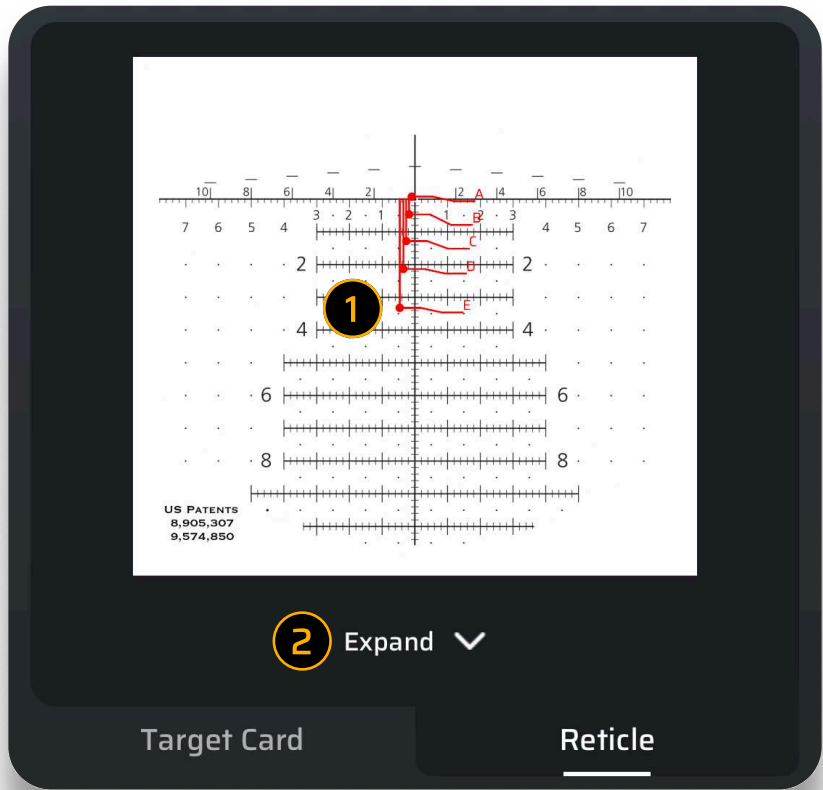 10 8 6 4 2 2 4 6 8 10
A
3 2 1 1 2 3
B
7 6 5 4 4 5 6 7
C
2 D 2
1 E
4 4
6 6
8 8
US PATENTS
8,905,307
9,574,850
2 Expand
Target Card Reticle